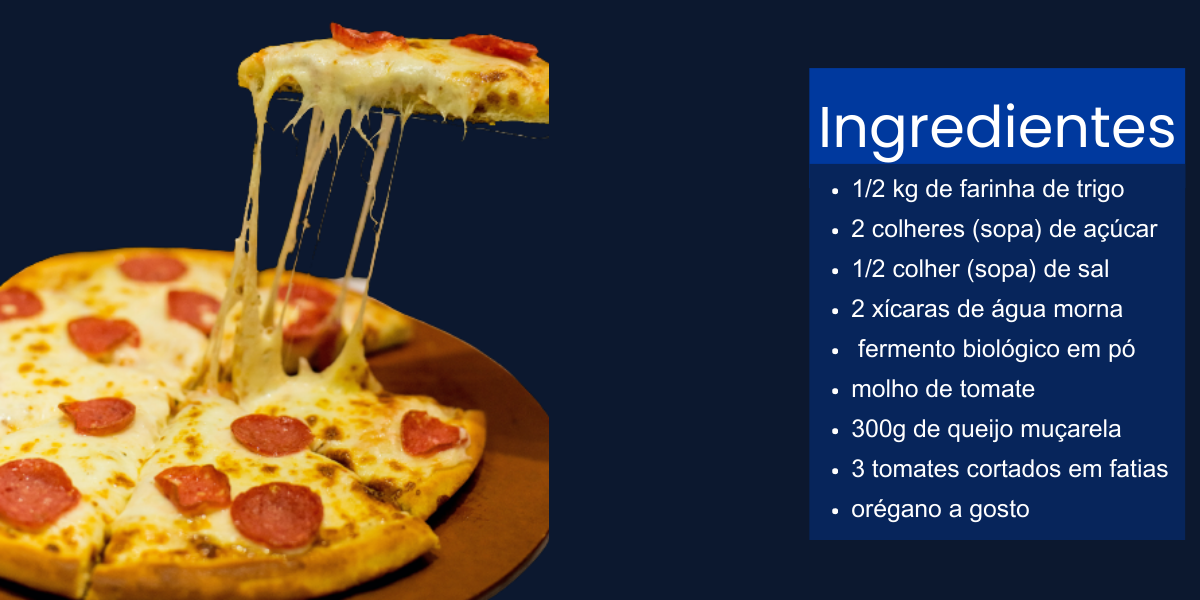 Ingredientes
1/2 kg de farinha de trigo
2 colheres (sopa) de açúcar
1/2 colher (sopa) de sal
2 xícaras de água morna
fermento biológico em pó
molho de tomate
300g de queijo muçarela
3 tomates cortados em fatias
orégano a gosto